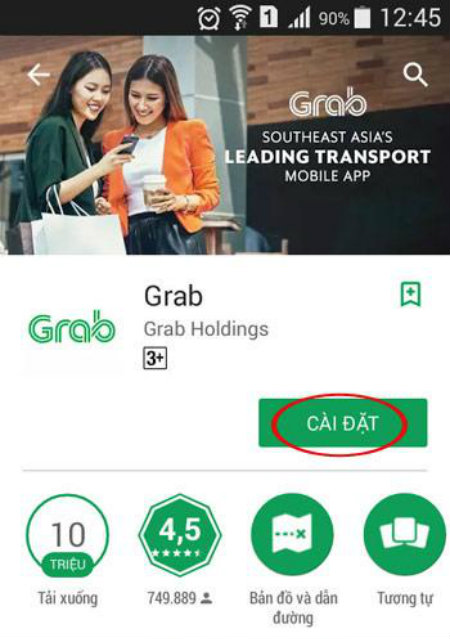 1 90% 12:45
Grab
SOUTHEAST ASIA'S
LEADING TRANSPORT
MOBILE APP
Grab
Grab
Grab Holdings
3+
CÀI ĐẶT
10
TRIỆU
Tải xuống
4,5
749.889
Bản đồ và dẫn
đường
Tương tự